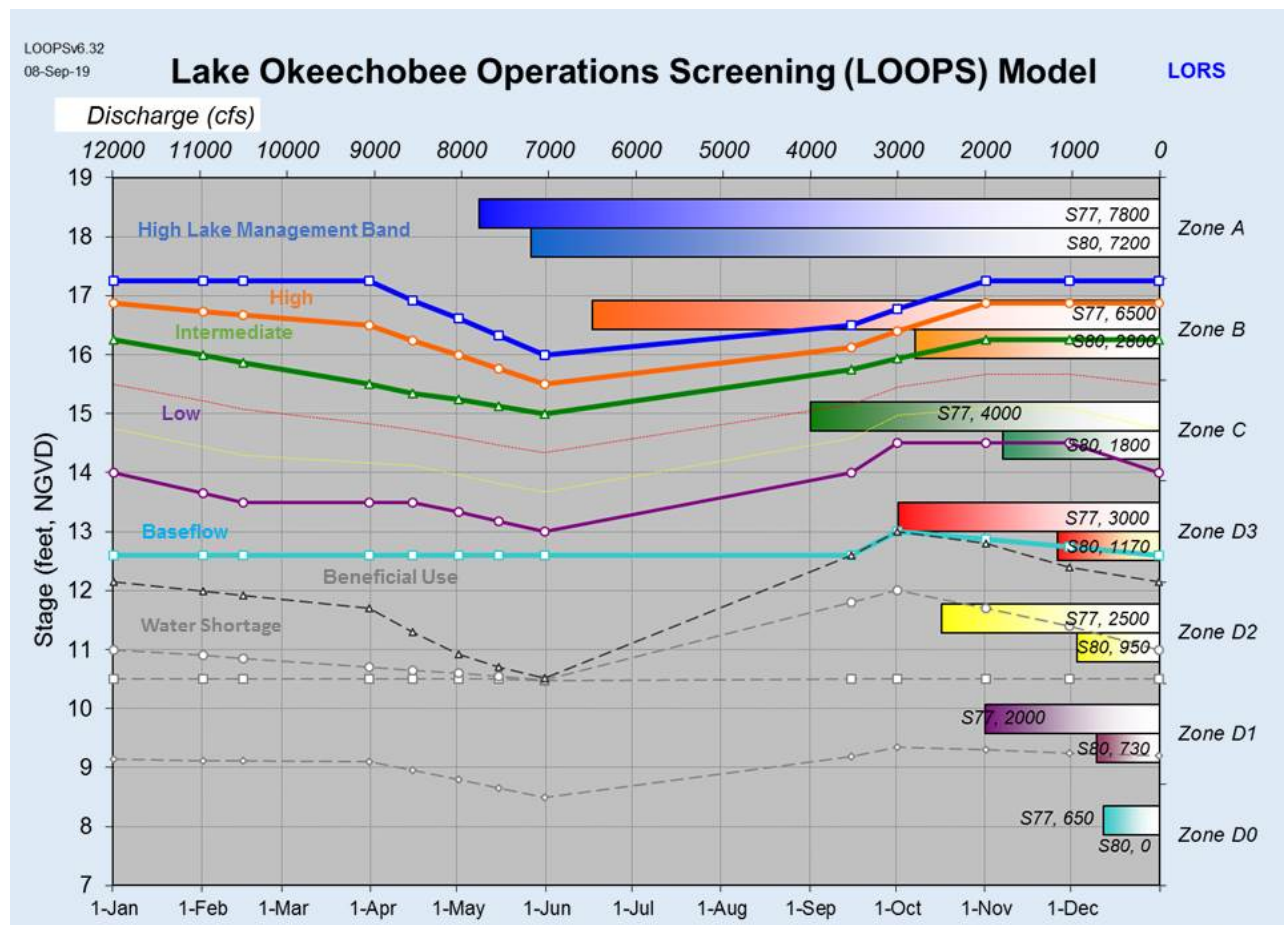 LOOPSv6.32
08-Sep-19
Lake Okeechobee Operations Screening (LOOPS) Model
LORS
Discharge (cfs)
12000 11000 10000 9000 8000 7000 6000 5000 4000 3000 2000 1000 0
19
S77, 7800
High Lake Management Band
Zone A
18
S80, 7200
17
High
S77, 6500
Intermediate
Zone B
S80, 2800
16
15
Low
S77, 4000
Zone C
S80, 1800
14
13
Baseflow
S77, 3000
Zone D3
S80, 1170
Beneficial Use
12
Water Shortage
S77, 2500
Zone D2
S80, 950
11
10
S77, 2000
Zone D1
S80, 730
9
8
S77, 650
Zone D0
S80, 0
7
Stage (feet, NGVD)
1-Jan 1-Feb 1-Mar 1-Apr 1-May 1-Jun 1-Jul 1-Aug 1-Sep 1-Oct 1-Nov 1-Dec